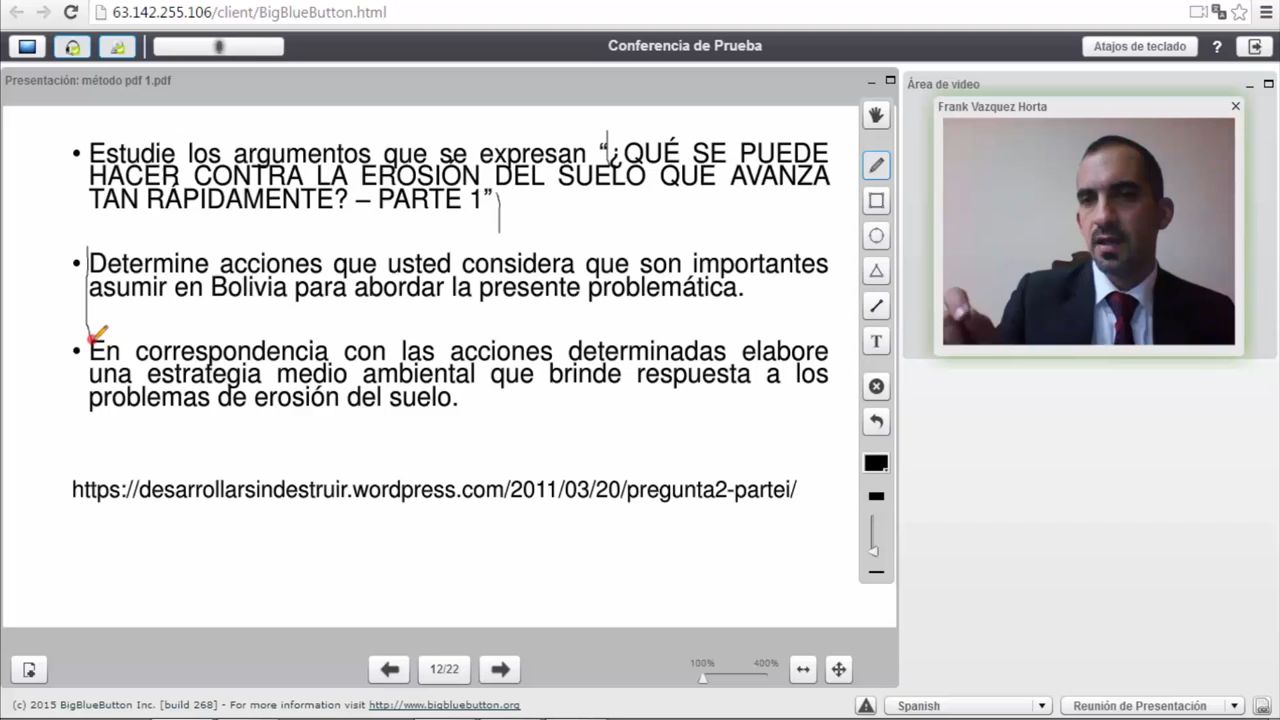 63.142.255.106/client/BigBlueButton.html
Conferencia de Prueba
Atajos de teclado
?
Presentación: método pdf 1.pdf
Área de video
Frank Vazquez Horta
• Estudie los argumentos que se expresan “¿QUÉ SE PUEDE
HACER CONTRA LA EROSIÓN DEL SUELO QUE AVANZA
TAN RÁPIDAMENTE? – PARTE 1”
• Determine acciones que usted considera que son importantes
asumir en Bolivia para abordar la presente problemática.
• En correspondencia con las acciones determinadas elabore
una estrategia medio ambiental que brinde respuesta a los
problemas de erosión del suelo.
https://desarrollarsindestruir.wordpress.com/2011/03/20/pregunta2-partei/
T
12/22
100% 400%
(c) 2015 BigBlueButton Inc. [build 268] - For more information visit http://www.bigbluebutton.org
Spanish
Reunión de Presentación